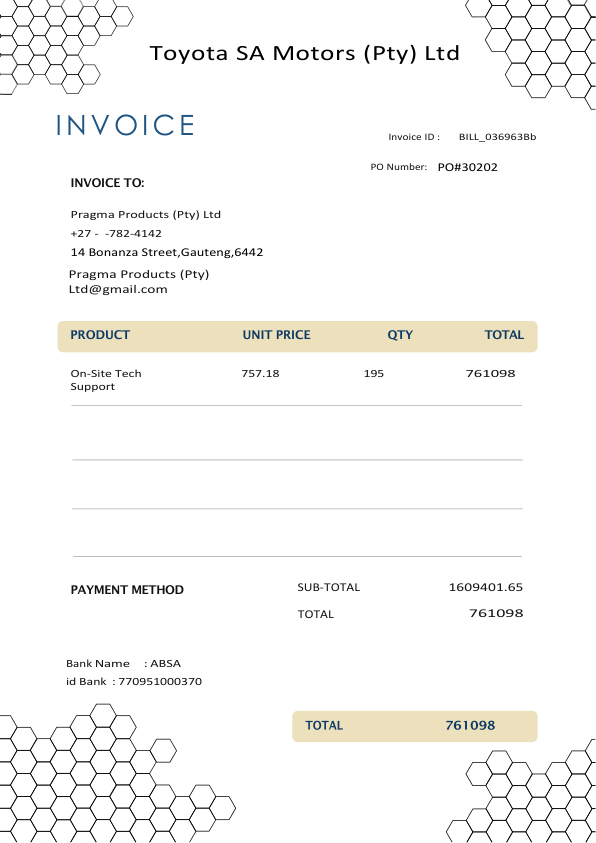 Toyota SA Motors (Pty) Ltd
INVOICE
Invoice ID : BILL_036963Bb
PO Number: PO#30202
INVOICE TO:
Pragma Products (Pty) Ltd
+27 - -782-4142
14 Bonanza Street,Gauteng,6442
Pragma Products (Pty)
Ltd@gmail.com
PRODUCT UNIT PRICE QTY TOTAL
On-Site Tech 757.18 195 761098
Support
PAYMENT METHOD
SUB-TOTAL 1609401.65
TOTAL 761098
Bank Name : ABSA
id Bank : 770951000370
TOTAL 761098